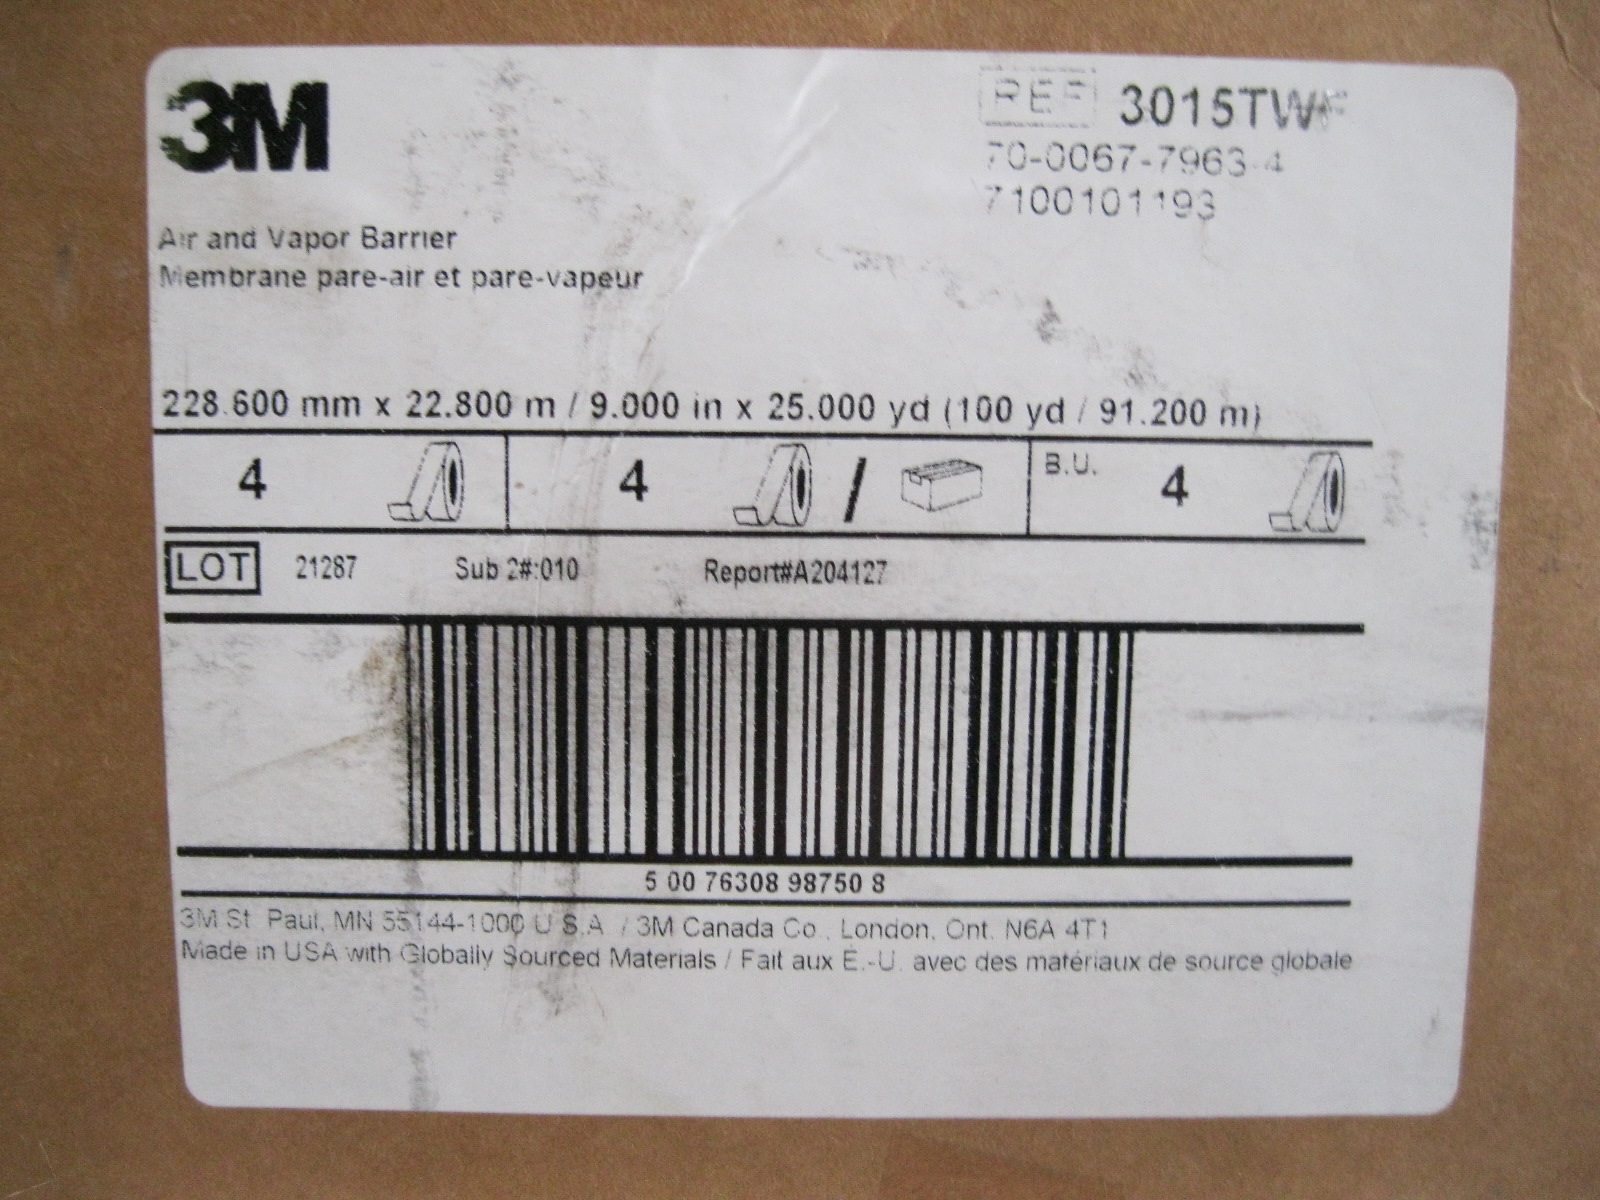 3M
REF 3015TWF
70-0067-7963-4
7100101193
Air and Vapor Barrier
Membrane pare-air et pare-vapeur
228.600 mm x 22.800 m / 9.000 in x 25.000 yd (100 yd / 91.200 m)
4 4 / B.U. 4
LOT 21287 Sub 2#:010 Report#A204127
5 00 76308 98750 8
3M St. Paul, MN 55144-1000 U.S.A. / 3M Canada Co., London, Ont. N6A 4T1
Made in USA with Globally Sourced Materials / Fait aux É.-U. avec des matériaux de source globale